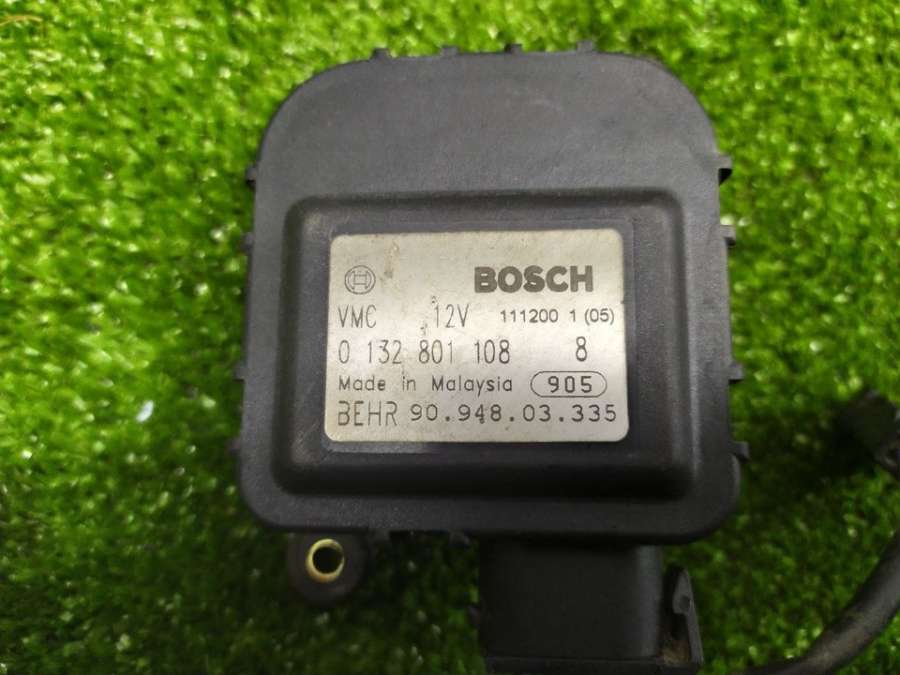 BOSCH
VMC 12V 111200 1 (05)
0 132 801 108 8
Made in Malaysia 905
BEHR 90.948.03.335